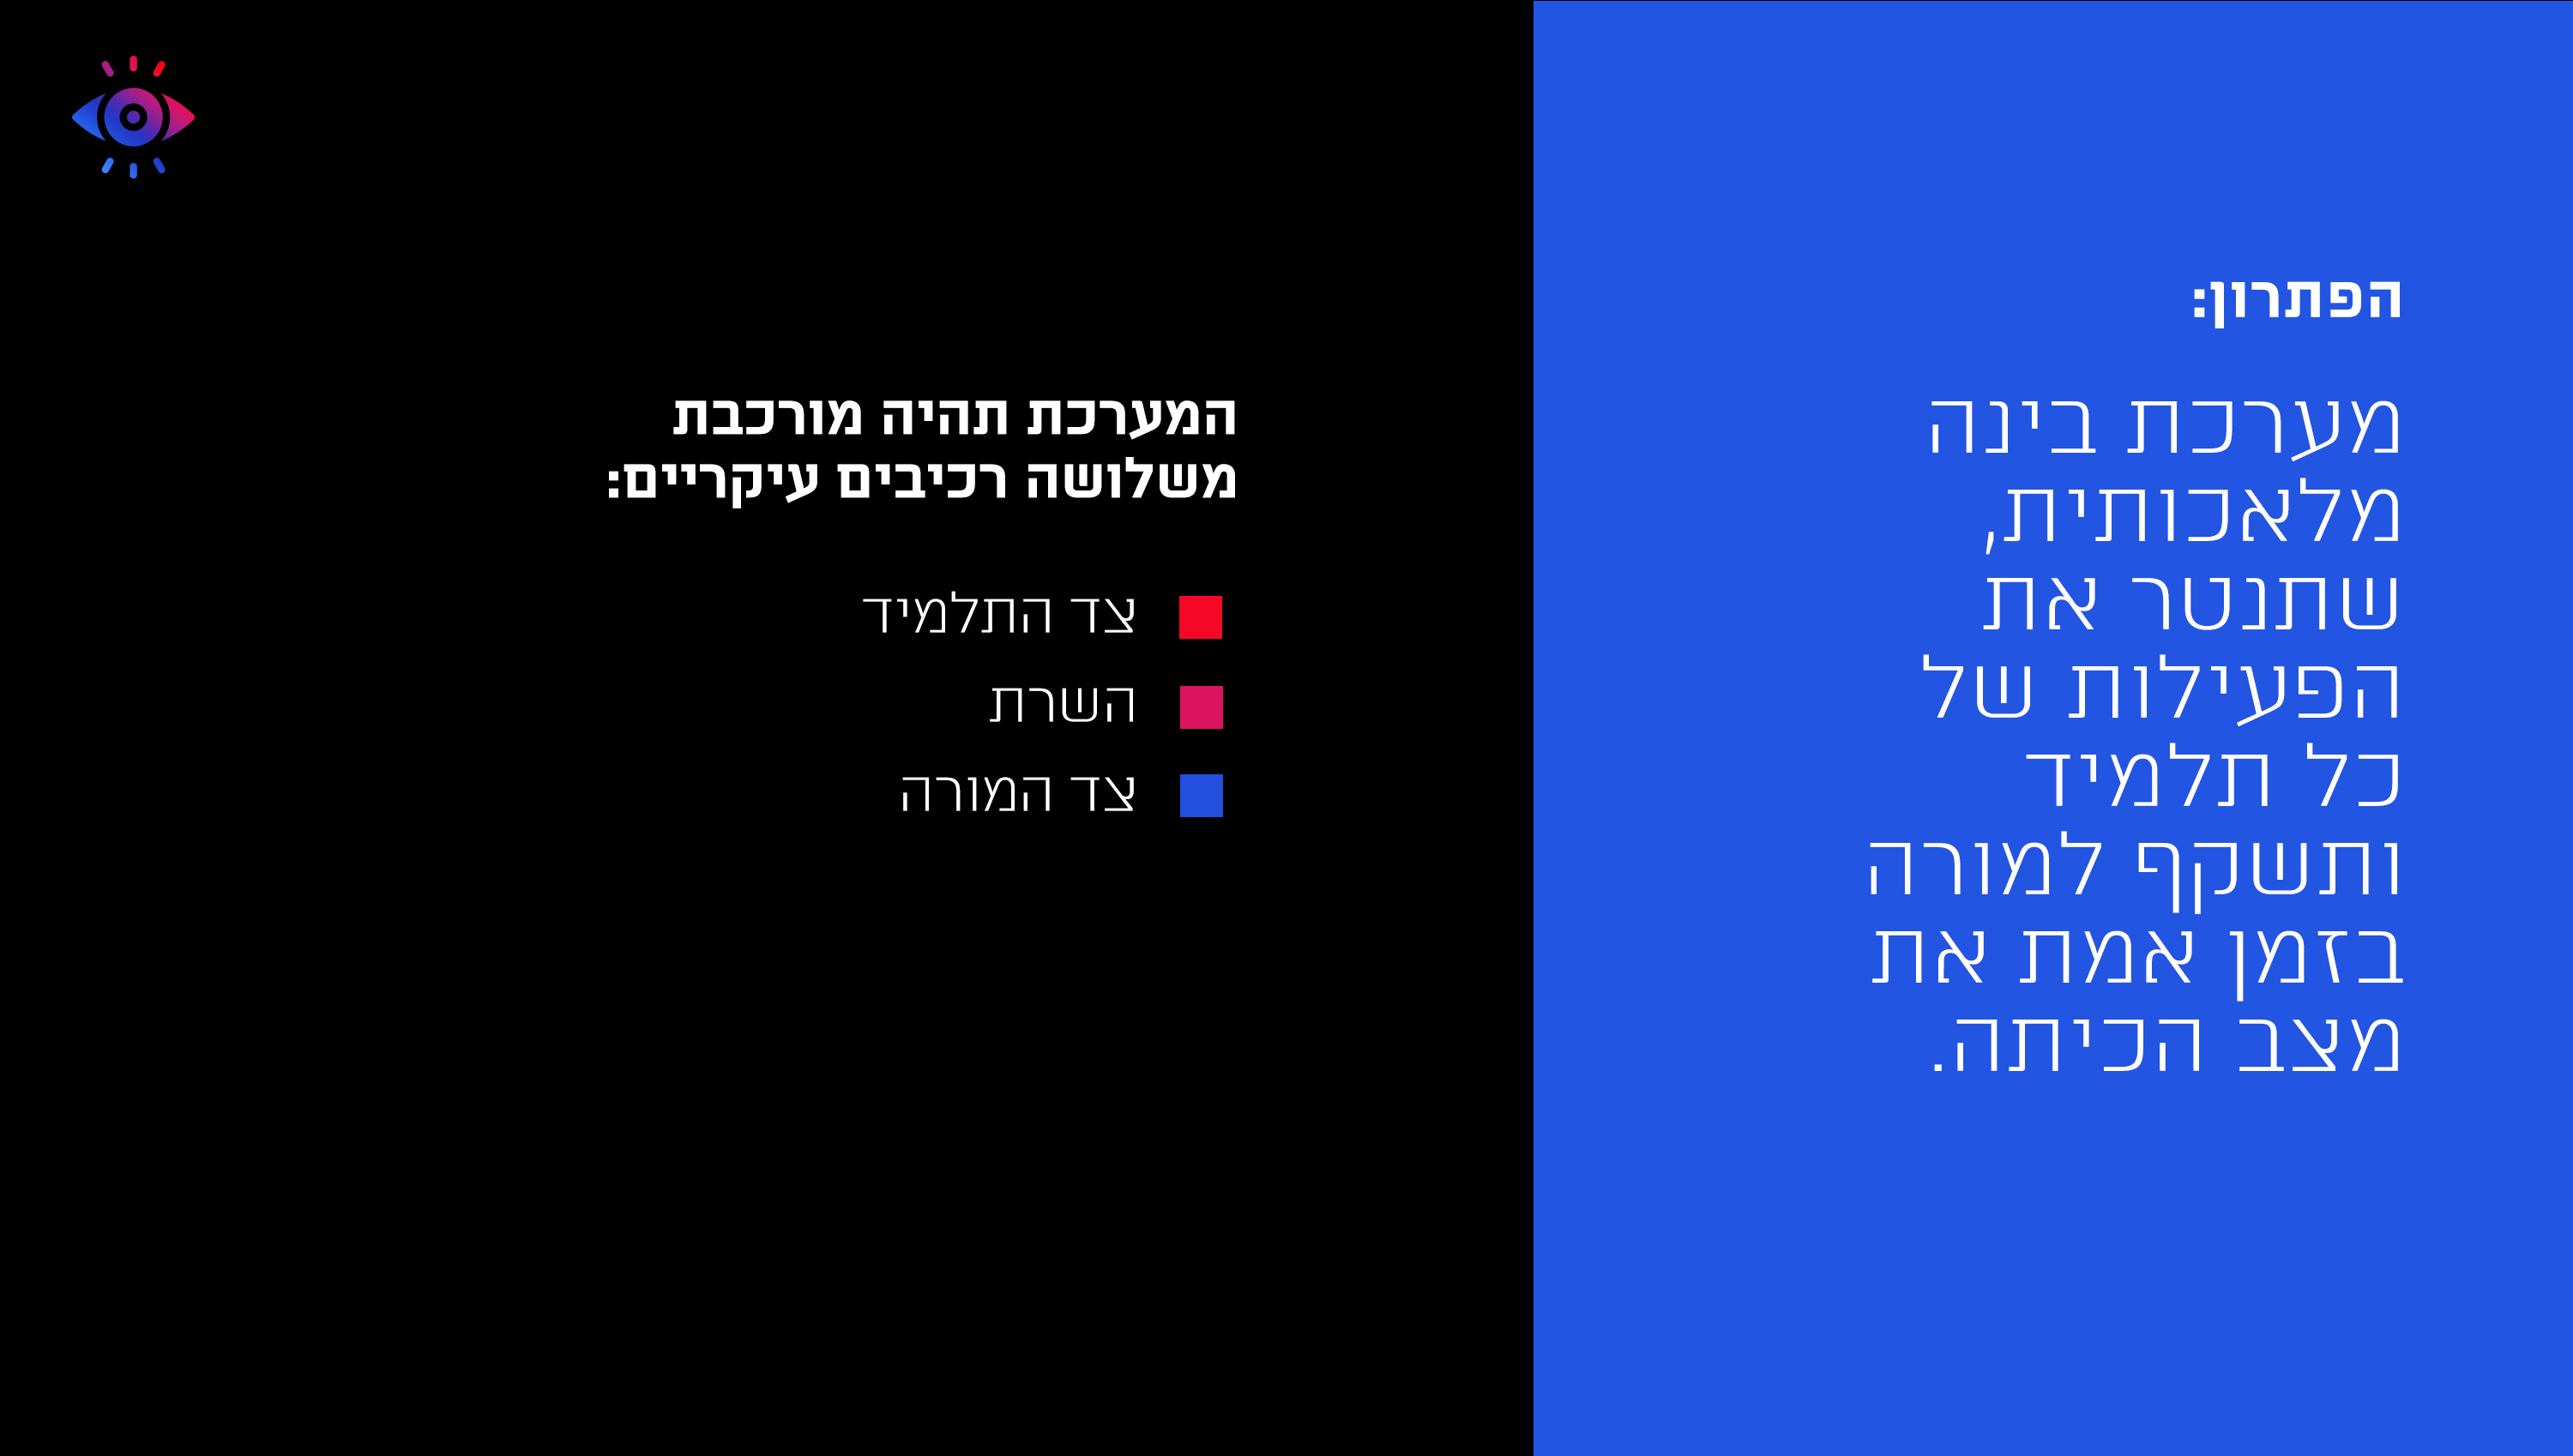 הפתרון:
מערכת בינה
מלאכותית,
שתנטר את
הפעילות של
כל תלמיד
ותשקף למורה
בזמן אמת את
מצב הכיתה.
המערכת תהיה מורכבת
משלושה רכיבים עיקריים:
צד התלמיד
השרת
צד המורה